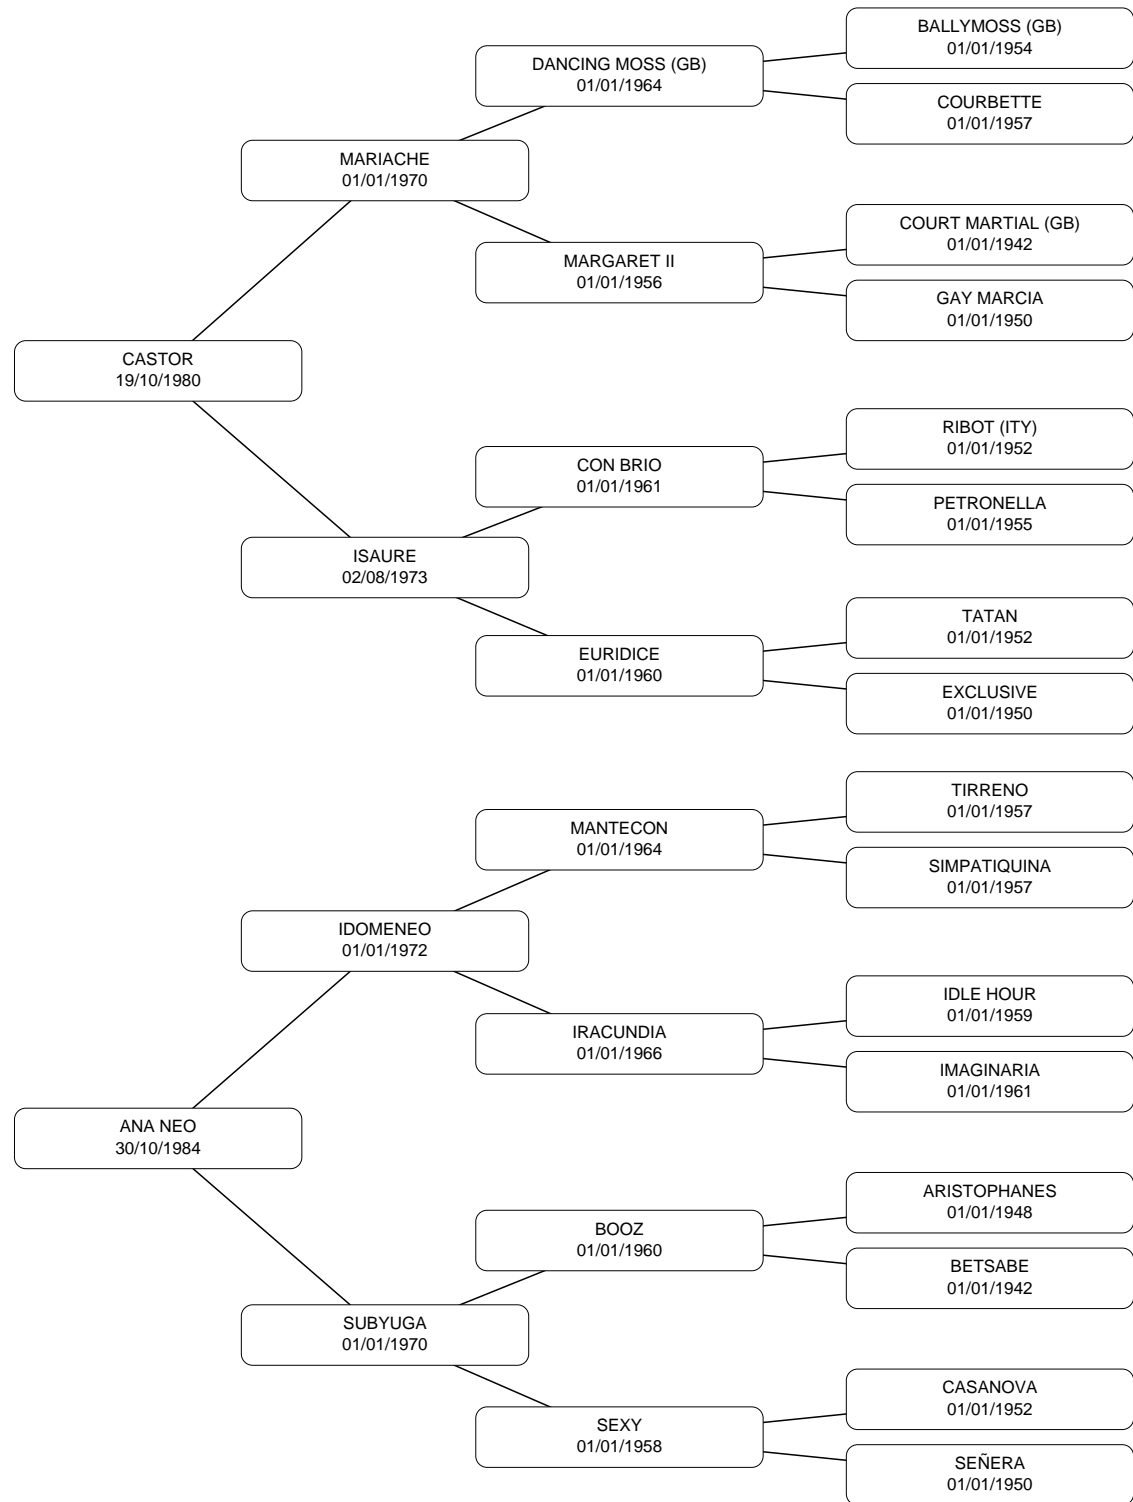 BALLYMOSS (GB)
01/01/1954
DANCING MOSS (GB)
01/01/1964
COURBETTE
01/01/1957
MARIACHE
01/01/1970
COURT MARTIAL (GB)
01/01/1942
MARGARET II
01/01/1956
GAY MARCIA
01/01/1950
CASTOR
19/10/1980
RIBOT (ITY)
01/01/1952
CON BRIO
01/01/1961
PETRONELLA
01/01/1955
ISAURE
02/08/1973
TATAN
01/01/1952
EURIDICE
01/01/1960
EXCLUSIVE
01/01/1950
TIRRENO
01/01/1957
MANTECON
01/01/1964
SIMPATIQUINA
01/01/1957
IDOMENEO
01/01/1972
IDLE HOUR
01/01/1959
IRACUNDIA
01/01/1966
IMAGINARIA
01/01/1961
ANA NEO
30/10/1984
ARISTOPHANES
01/01/1948
BOOZ
01/01/1960
BETSABE
01/01/1942
SUBYUGA
01/01/1970
CASANOVA
01/01/1952
SEXY
01/01/1958
SEÑERA
01/01/1950